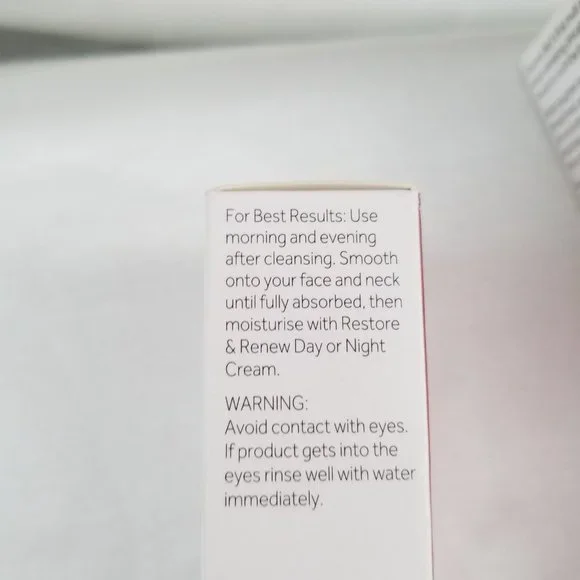 For Best Results: Use
morning and evening
after cleansing. Smooth
onto your face and neck
until fully absorbed, then
moisturise with Restore
& Renew Day or Night
Cream.
WARNING:
Avoid contact with eyes.
If product gets into the
eyes rinse well with water
immediately.